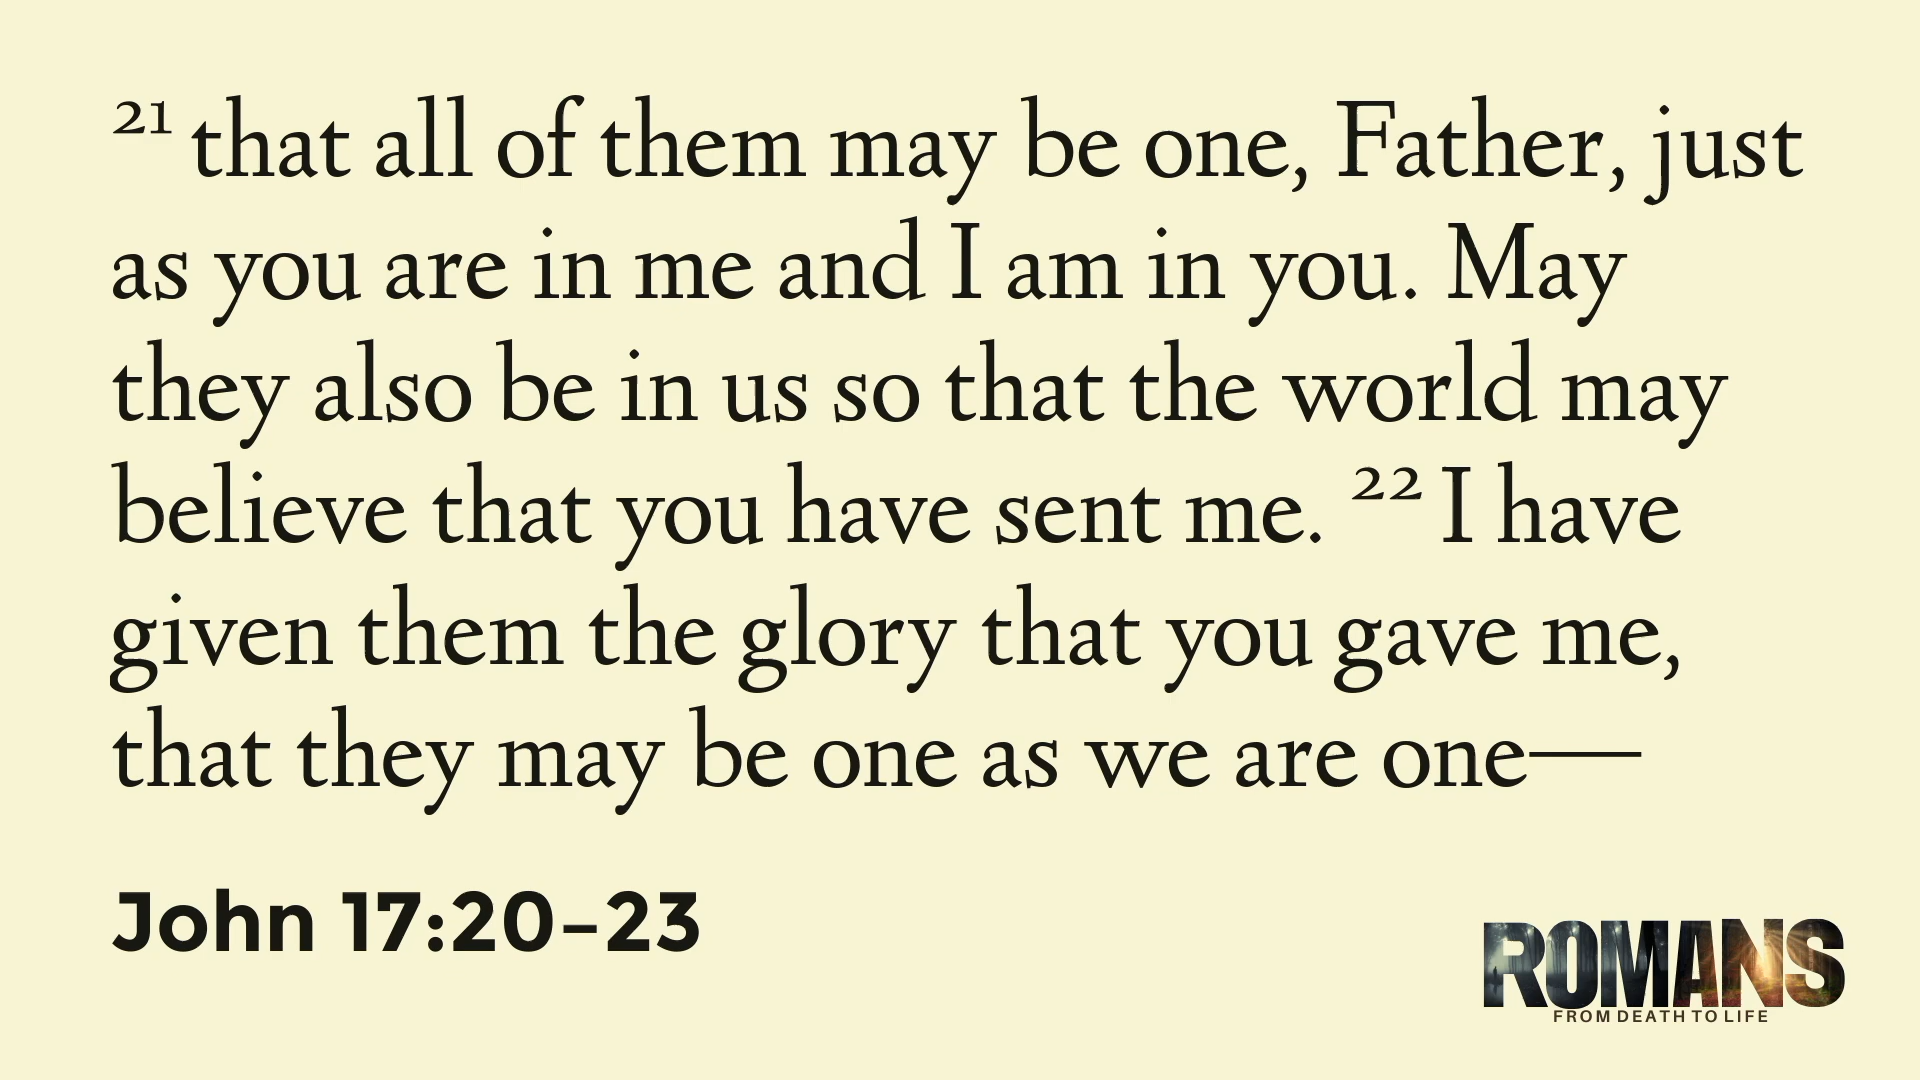 21 that all of them may be one, Father, just
as you are in me and I am in you. May
they also be in us so that the world may
believe that you have sent me. 22 I have
given them the glory that you gave me,
that they may be one as we are one—
John 17:20–23
ROMANS
FROM DEATH TO LIFE